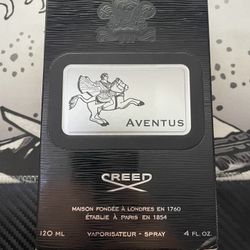 AVENTUS
CREED
MAISON FONDÉE À LONDRES EN 1760
ÉTABLIE À PARIS EN 1854
120 ML VAPORISATEUR - SPRAY 4 FL. OZ.